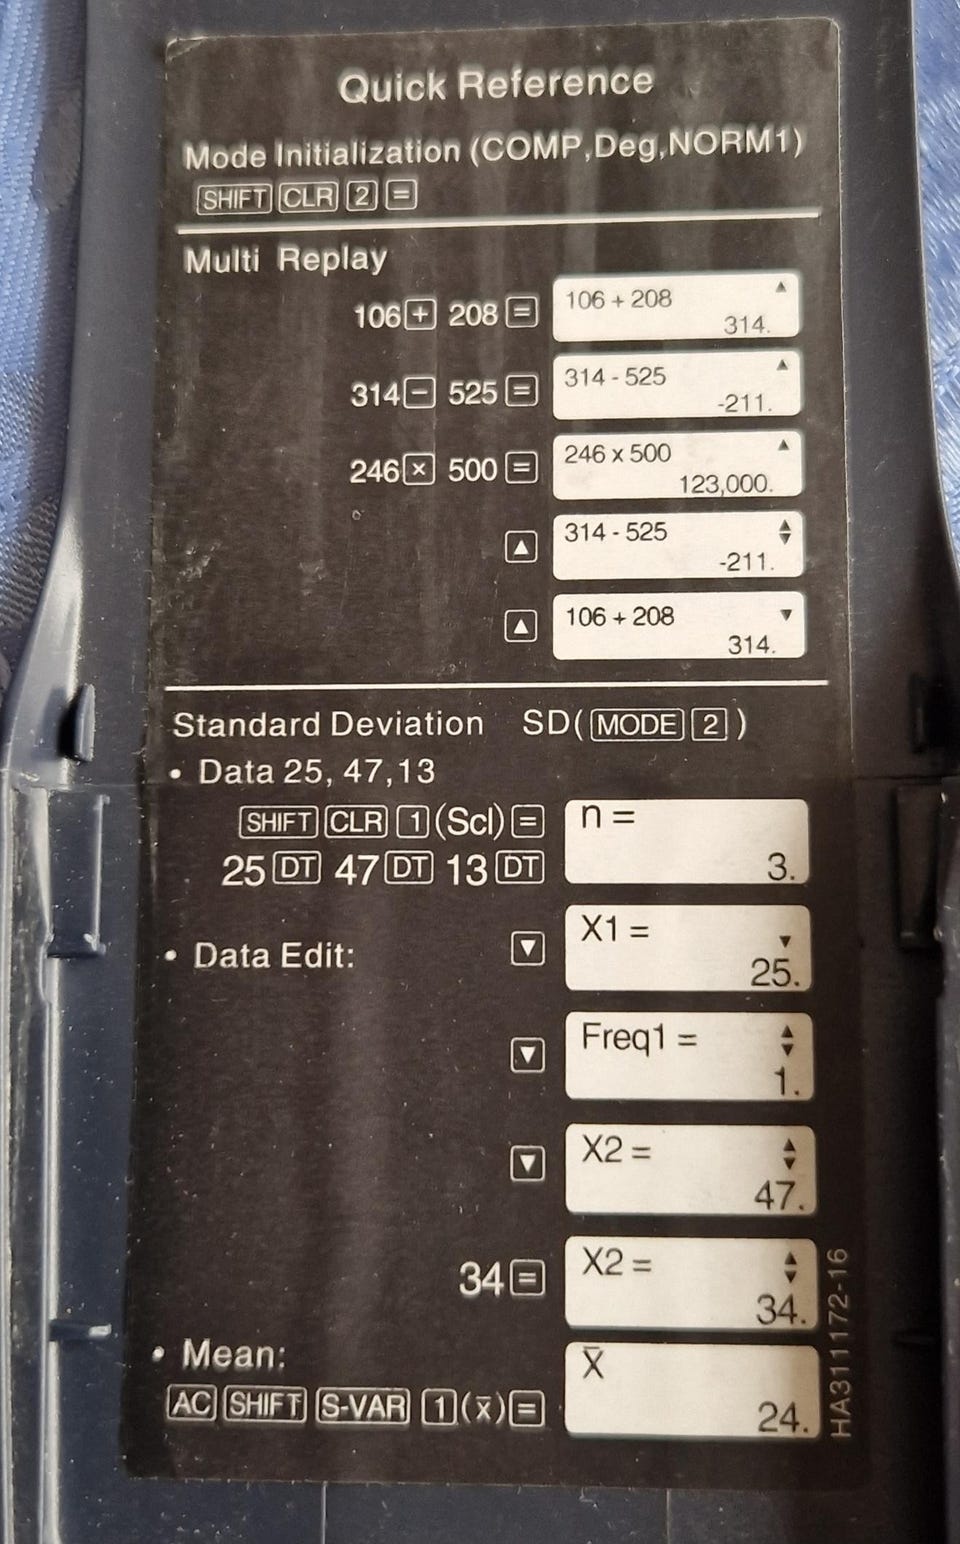 Quick Reference
Mode Initialization (COMP,Deg,NORM1)
SHIFT CLR 2 =
Multi Replay
106 + 208 = 106 + 208 ▲
314.
314 − 525 = 314 - 525 ▲
-211.
246 × 500 = 246 x 500 ▲
123,000.
▲ 314 - 525 ▲▼
-211.
▲ 106 + 208 ▼
314.
Standard Deviation SD( MODE 2 )
• Data 25, 47,13
SHIFT CLR 1 (Scl) = n =
25 DT 47 DT 13 DT 3.
• Data Edit: ▼ X1 = ▼
25.
▼ Freq1 = ▲▼
1.
▼ X2 = ▲▼
47.
34 = X2 = ▲▼
34.
• Mean: x̄
AC SHIFT S-VAR 1 (x̄) = 24.
HA311172-16